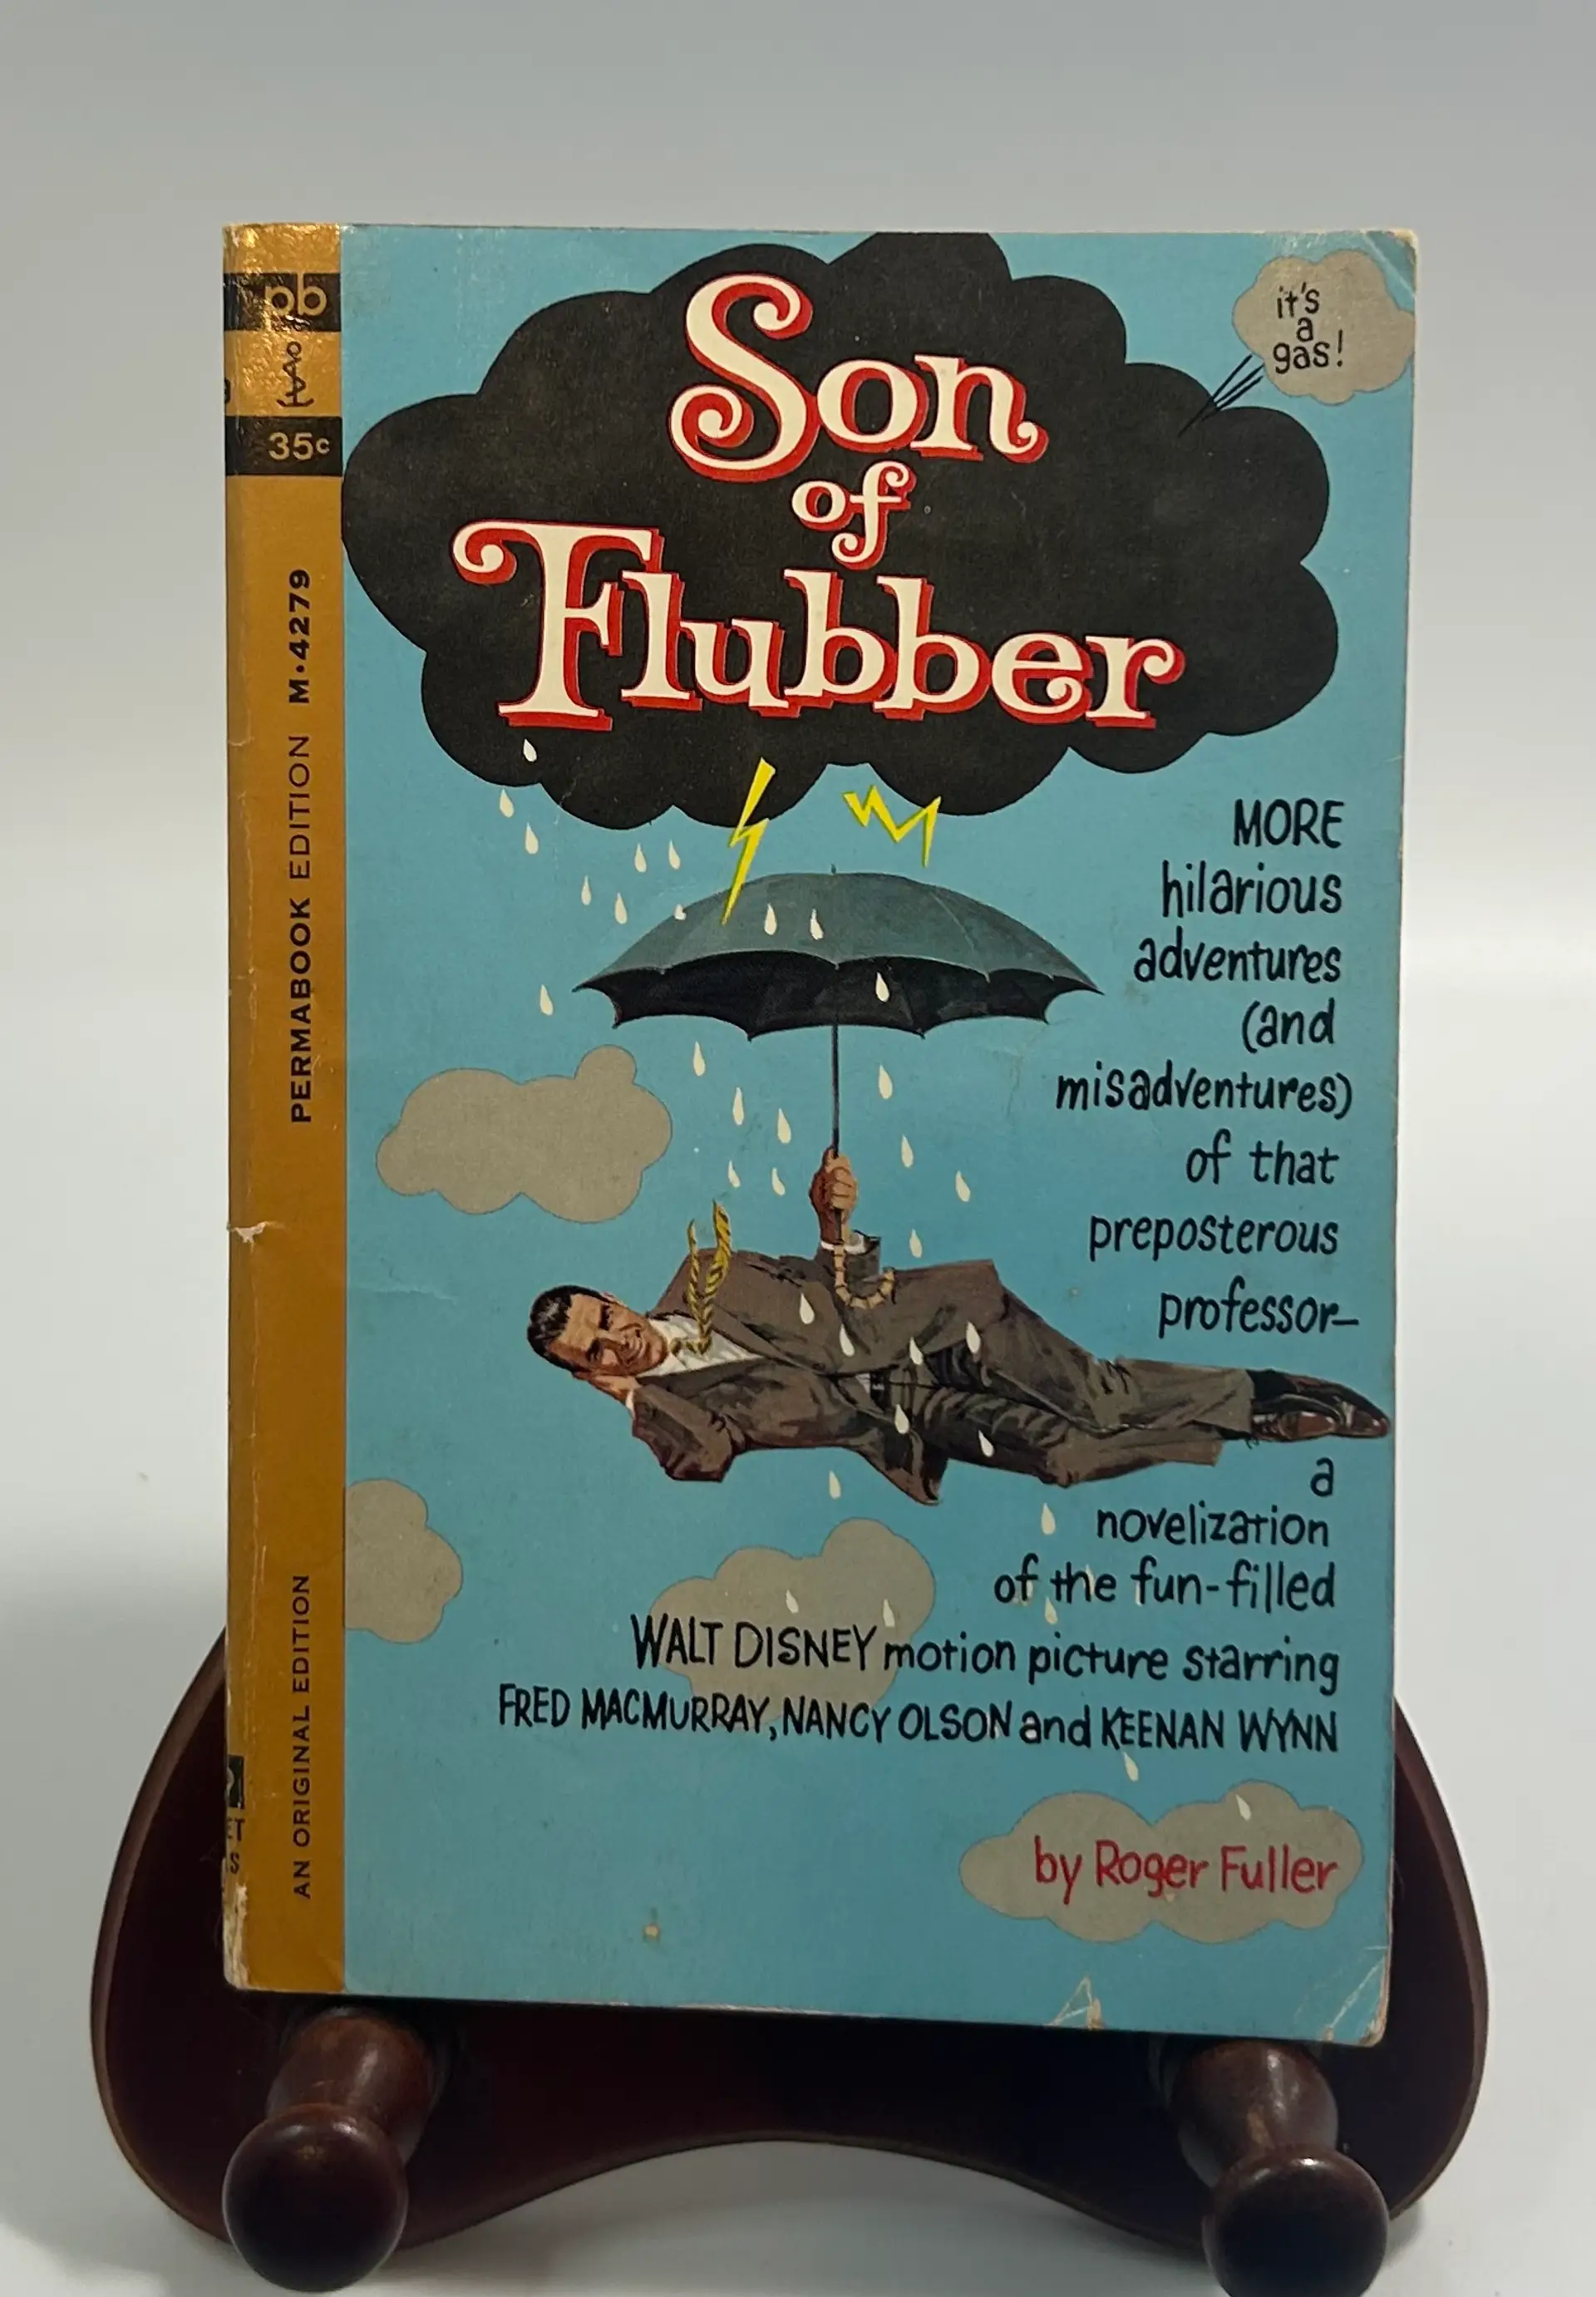 pb
35c
PERMABOOK EDITION M•4279
AN ORIGINAL EDITION
it's
a
gas!
Son
of
Flubber
MORE
hilarious
adventures
(and
misadventures)
of that
preposterous
professor—
a
novelization
of the fun-filled
WALT DISNEY motion picture starring
FRED MACMURRAY, NANCY OLSON and KEENAN WYNN
by Roger Fuller